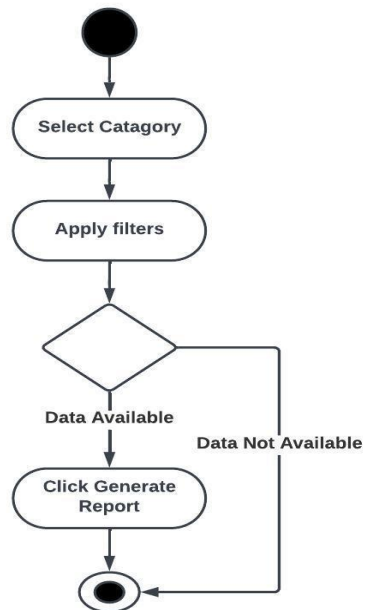 Select Catagory
Apply filters
Data Available
Data Not Available
Click Generate
Report